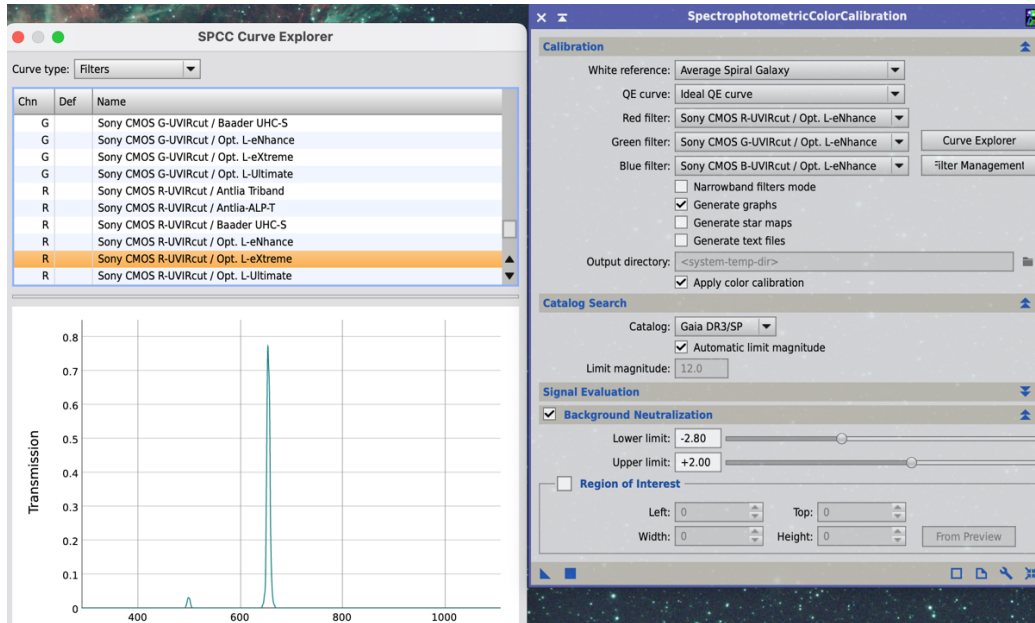 SPCC Curve Explorer
Curve type: Filters
Chn Def Name
G Sony CMOS G-UVIRcut / Baader UHC-S
G Sony CMOS G-UVIRcut / Opt. L-eNhance
G Sony CMOS G-UVIRcut / Opt. L-eXtreme
G Sony CMOS G-UVIRcut / Opt. L-Ultimate
R Sony CMOS R-UVIRcut / Antlia Triband
R Sony CMOS R-UVIRcut / Antlia-ALP-T
R Sony CMOS R-UVIRcut / Baader UHC-S
R Sony CMOS R-UVIRcut / Opt. L-eNhance
R Sony CMOS R-UVIRcut / Opt. L-eXtreme
R Sony CMOS R-UVIRcut / Opt. L-Ultimate
Transmission
0.8
0.7
0.6
0.5
0.4
0.3
0.2
0.1
0
400 600 800 1000
SpectrophotometricColorCalibration
Calibration
White reference: Average Spiral Galaxy
QE curve: Ideal QE curve
Red filter: Sony CMOS R-UVIRcut / Opt. L-eNhance
Green filter: Sony CMOS G-UVIRcut / Opt. L-eNhance Curve Explorer
Blue filter: Sony CMOS B-UVIRcut / Opt. L-eNhance Filter Management
Narrowband filters mode
Generate graphs
Generate star maps
Generate text files
Output directory: <system-temp-dir>
Apply color calibration
Catalog Search
Catalog: Gaia DR3/SP
Automatic limit magnitude
Limit magnitude: 12.0
Signal Evaluation
Background Neutralization
Lower limit: -2.80
Upper limit: +2.00
Region of Interest
Left: 0 Top: 0
Width: 0 Height: 0 From Preview